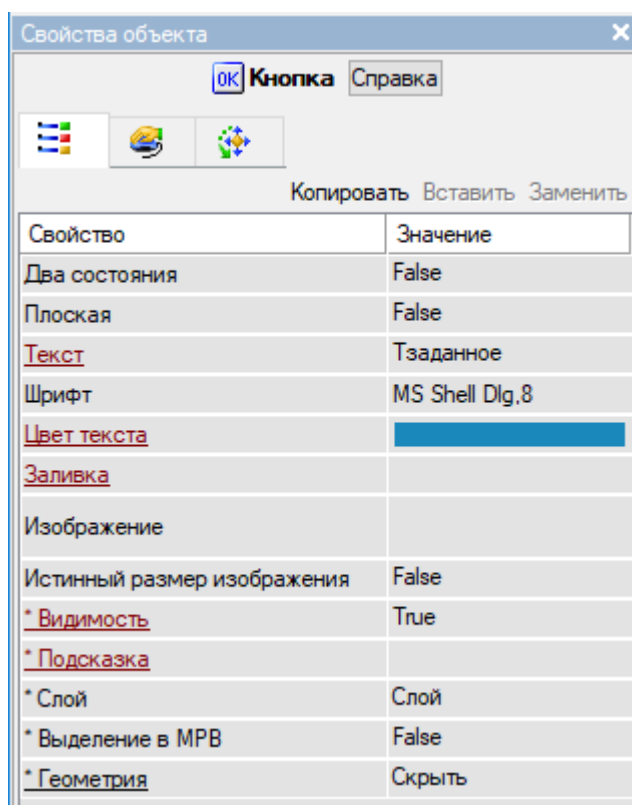 Свойства объекта
OK Кнопка Справка
Копировать Вставить Заменить
Свойство Значение
Два состояния False
Плоская False
Текст Тзаданное
Шрифт MS Shell Dlg,8
Цвет текста
Заливка
Изображение
Истинный размер изображения False
* Видимость True
* Подсказка
* Слой Слой
* Выделение в МРВ False
* Геометрия Скрыть